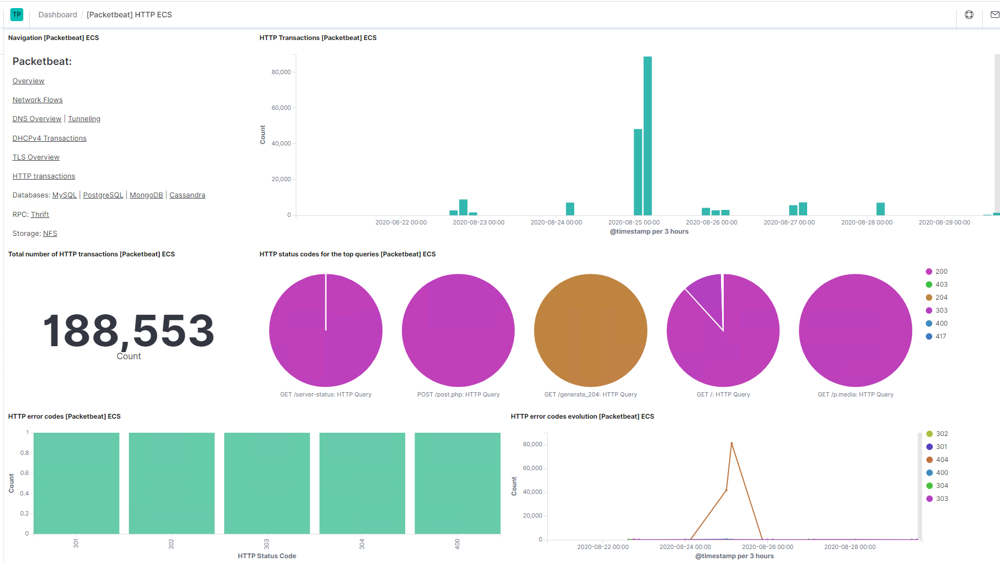 TP Dashboard / [Packetbeat] HTTP ECS
Navigation [Packetbeat] ECS
Packetbeat:
Overview
Network Flows
DNS Overview | Tunneling
DHCPv4 Transactions
TLS Overview
HTTP transactions
Databases: MySQL | PostgreSQL | MongoDB | Cassandra
RPC: Thrift
Storage: NFS
HTTP Transactions [Packetbeat] ECS
Count
80,000
60,000
40,000
20,000
0
2020-08-22 00:00 2020-08-23 00:00 2020-08-24 00:00 2020-08-25 00:00 2020-08-26 00:00 2020-08-27 00:00 2020-08-28 00:00 2020-08-29 00:00
@timestamp per 3 hours
Total number of HTTP transactions [Packetbeat] ECS
188,553
Count
HTTP status codes for the top queries [Packetbeat] ECS
GET /server-status: HTTP Query
POST /post.php: HTTP Query
GET /generate_204: HTTP Query
GET /: HTTP Query
GET /p.media: HTTP Query
200
403
204
303
400
417
HTTP error codes [Packetbeat] ECS
Count
1
0.8
0.6
0.4
0.2
0
301
302
303
304
400
HTTP Status Code
HTTP error codes evolution [Packetbeat] ECS
Count
80,000
60,000
40,000
20,000
0
2020-08-22 00:00 2020-08-24 00:00 2020-08-26 00:00 2020-08-28 00:00
@timestamp per 3 hours
302
301
404
400
304
303